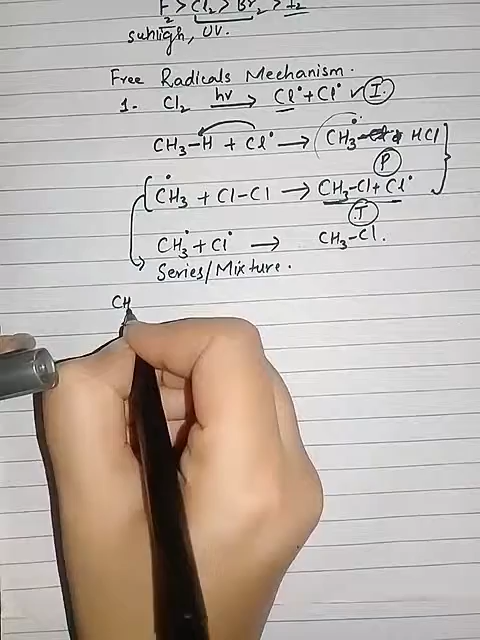 F₂ > Cl₂ > Br₂ > I₂
sunligh, UV.
Free Radicals Mechanism.
1. Cl₂ hv → Cl• + Cl• ✓ I.
CH₃–H + Cl• → CH₃• + HCl
P
•CH₃ + Cl–Cl → CH₃–Cl + Cl•
T
CH₃• + Cl• → CH₃–Cl.
Series/Mixture.
CH